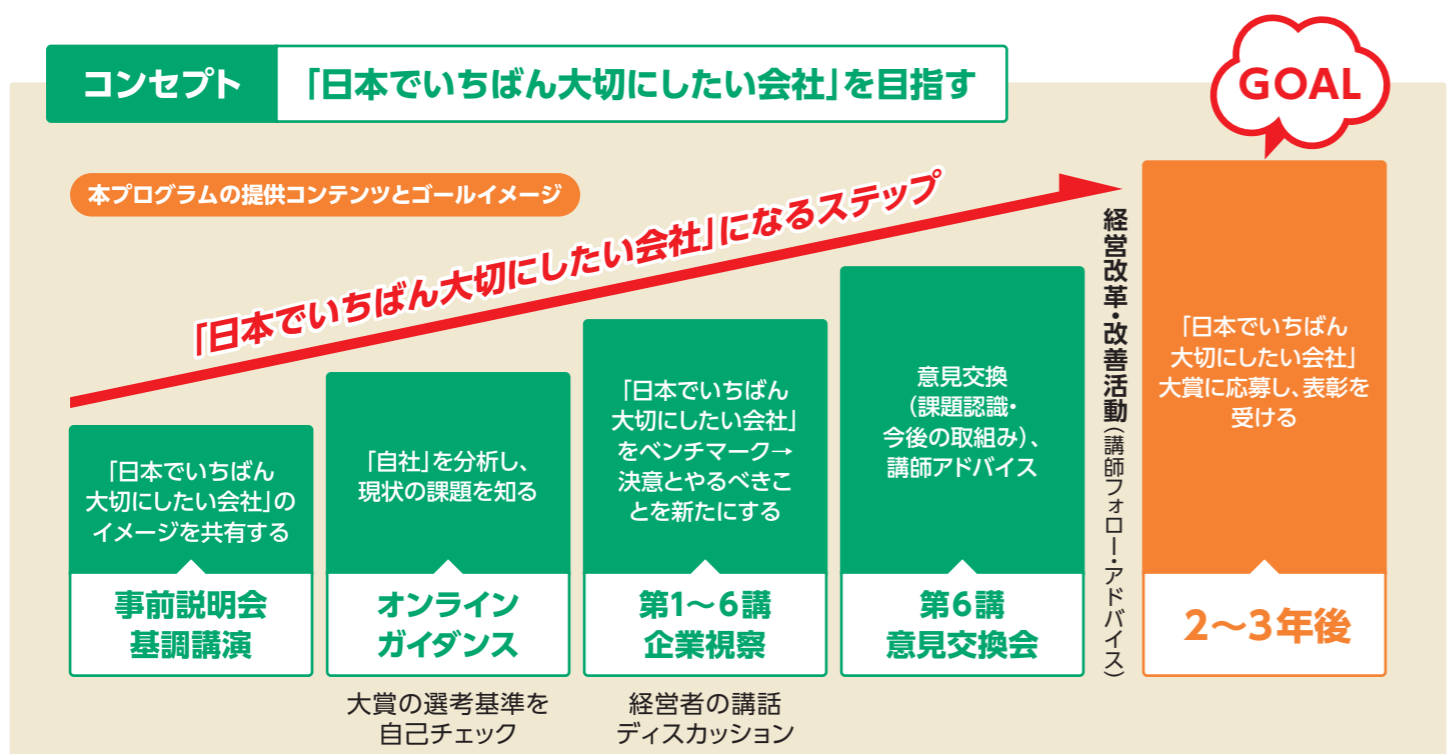 コンセプト
「日本でいちばん大切にしたい会社」を目指す
GOAL
本プログラムの提供コンテンツとゴールイメージ
「日本でいちばん大切にしたい会社」になるステップ
「日本でいちばん
大切にしたい会社」の
イメージを共有する
事前説明会
基調講演
「自社」を分析し、
現状の課題を知る
オンライン
ガイダンス
大賞の選考基準を
自己チェック
「日本でいちばん
大切にしたい会社」
をベンチマーク→
決意とやるべきこ
とを新たにする
第1〜6講
企業視察
経営者の講話
ディスカッション
意見交換
(課題認識・
今後の取組み)、
講師アドバイス
第6講
意見交換会
経営改革・改善活動(講師フォロー・アドバイス)
「日本でいちばん
大切にしたい会社」
大賞に応募し、表彰を
受ける
2〜3年後